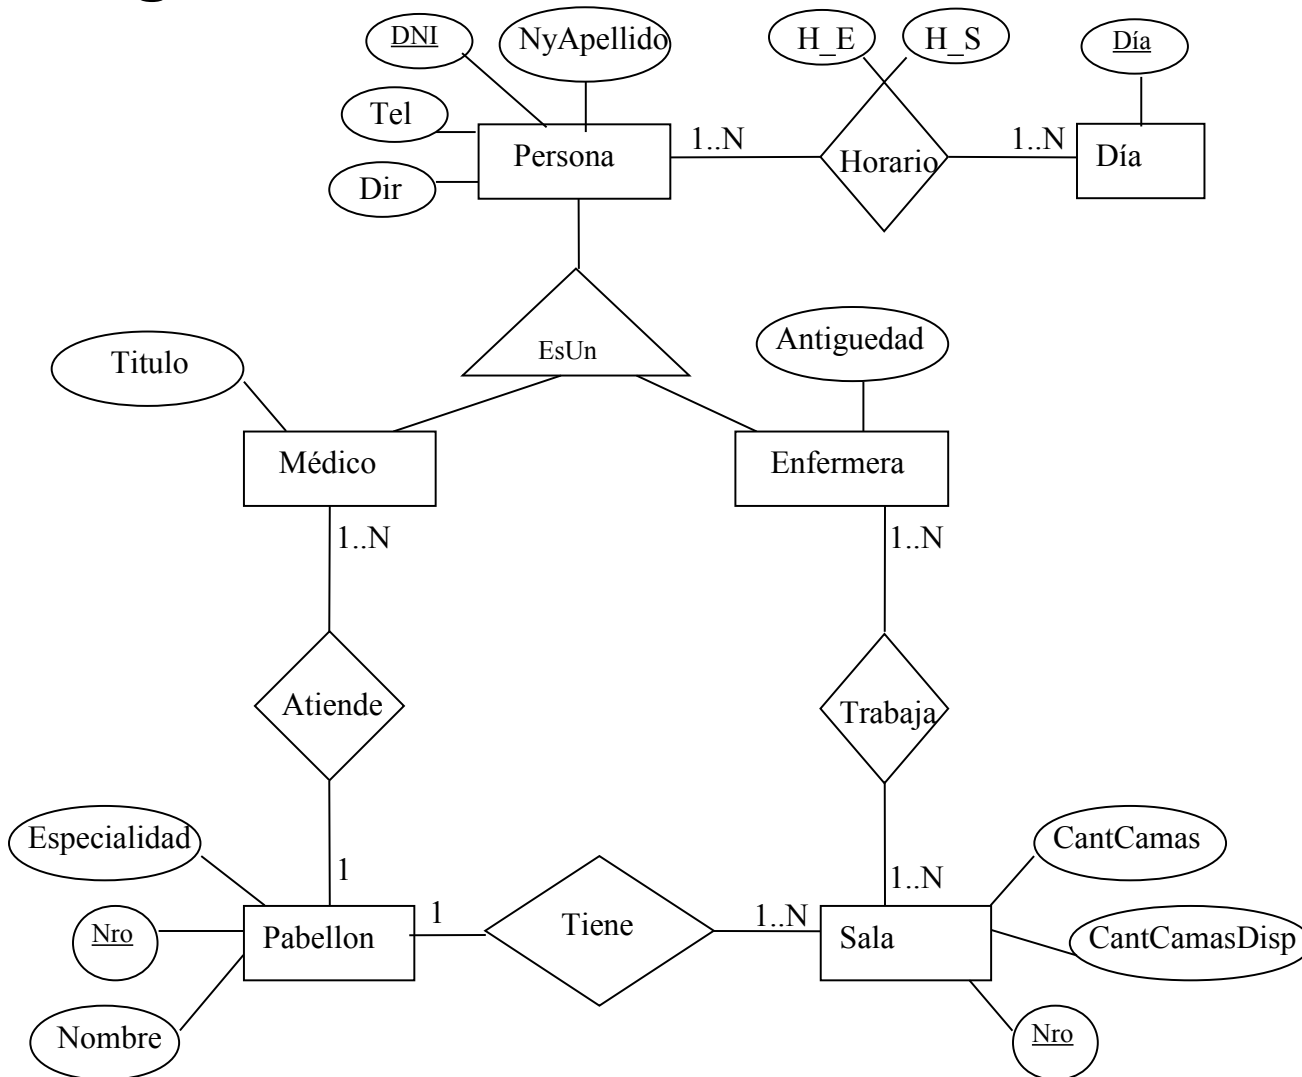 DNI
NyApellido
H_E
H_S
Día
Tel
Persona
1..N
Horario
1..N
Día
Dir
EsUn
Antiguedad
Titulo
Médico
Enfermera
1..N
1..N
Atiende
Trabaja
Especialidad
1
1..N
CantCamas
Nro
Pabellon
1
Tiene
1..N
Sala
CantCamasDisp
Nombre
Nro